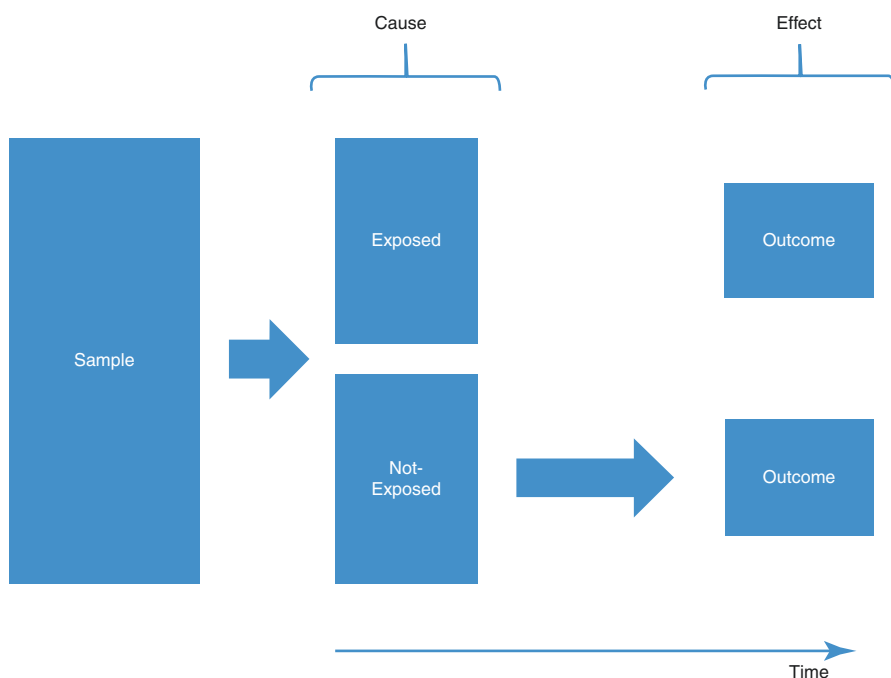 Cause
Effect
Sample
Exposed
Not-
Exposed
Outcome
Outcome
Time